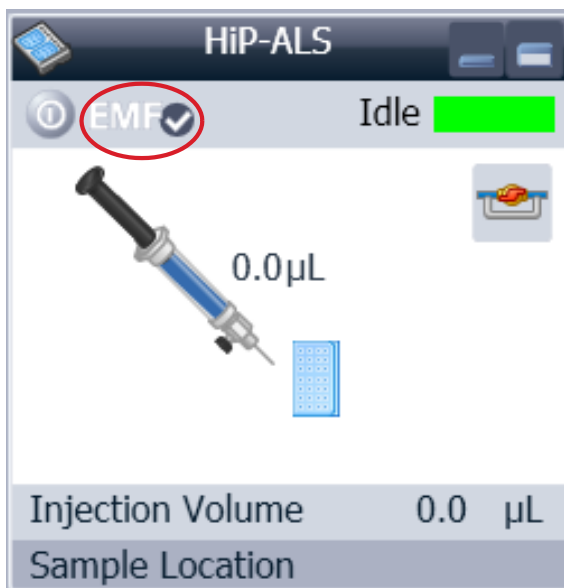 HiP-ALS
EMF Idle
0.0µL
Injection Volume 0.0 µL
Sample Location